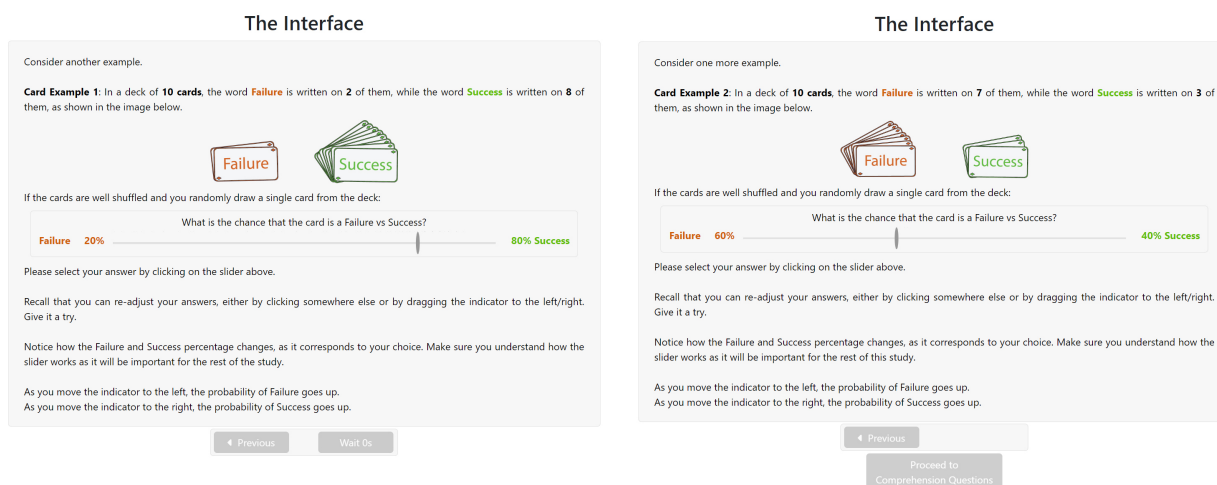 The Interface
Consider another example.
Card Example 1: In a deck of 10 cards, the word Failure is written on 2 of them, while the word Success is written on 8 of
them, as shown in the image below.
Failure
Success
If the cards are well shuffled and you randomly draw a single card from the deck:
What is the chance that the card is a Failure vs Success?
Failure 20% 80% Success
Please select your answer by clicking on the slider above.
Recall that you can re-adjust your answers, either by clicking somewhere else or by dragging the indicator to the left/right.
Give it a try.
Notice how the Failure and Success percentage changes, as it corresponds to your choice. Make sure you understand how the
slider works as it will be important for the rest of the study.
As you move the indicator to the left, the probability of Failure goes up.
As you move the indicator to the right, the probability of Success goes up.
Previous
Wait 0s
The Interface
Consider one more example.
Card Example 2: In a deck of 10 cards, the word Failure is written on 7 of them, while the word Success is written on 3 of
them, as shown in the image below.
Failure
Success
If the cards are well shuffled and you randomly draw a single card from the deck:
What is the chance that the card is a Failure vs Success?
Failure 60% 40% Success
Please select your answer by clicking on the slider above.
Recall that you can re-adjust your answers, either by clicking somewhere else or by dragging the indicator to the left/right.
Give it a try.
Notice how the Failure and Success percentage changes, as it corresponds to your choice. Make sure you understand how the
slider works as it will be important for the rest of this study.
As you move the indicator to the left, the probability of Failure goes up.
As you move the indicator to the right, the probability of Success goes up.
Previous
Proceed to
Comprehension Questions